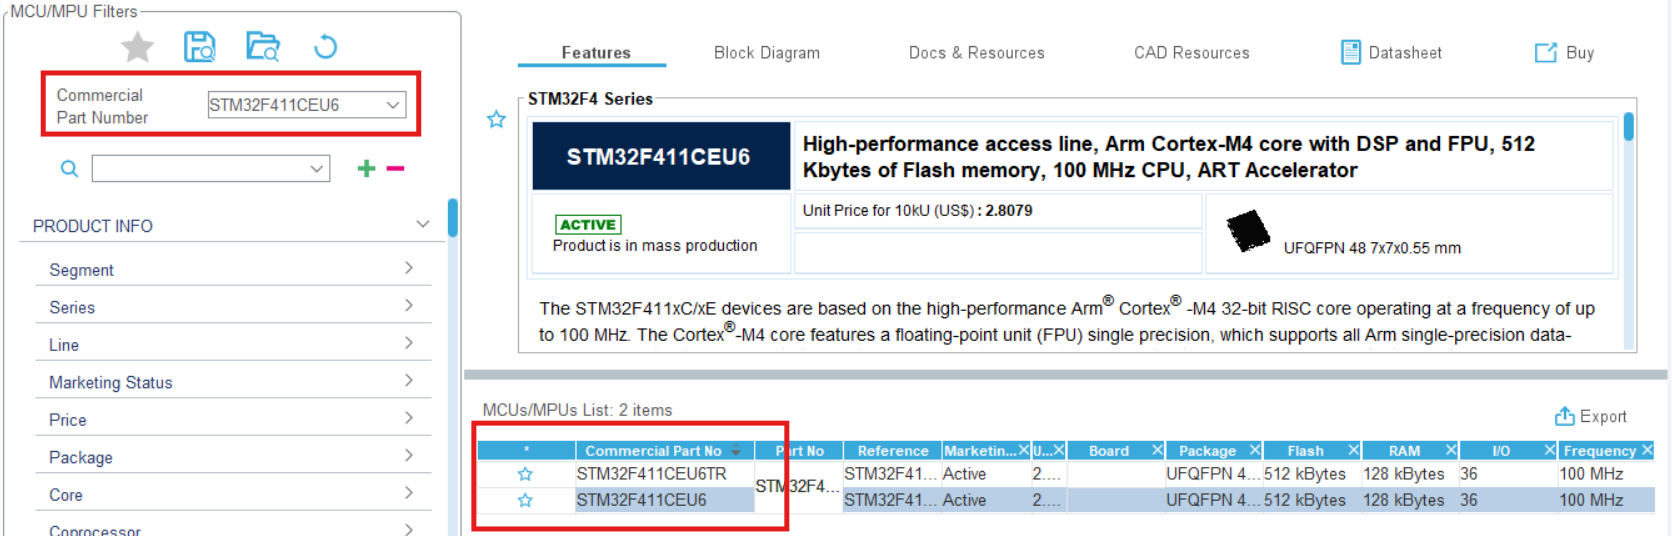 MCU/MPU Filters
Commercial
Part Number
STM32F411CEU6
PRODUCT INFO
Segment
Series
Line
Marketing Status
Price
Package
Core
Coprocessor
Features
Block Diagram
Docs & Resources
CAD Resources
Datasheet
Buy
STM32F4 Series
STM32F411CEU6
High-performance access line, Arm Cortex-M4 core with DSP and FPU, 512
Kbytes of Flash memory, 100 MHz CPU, ART Accelerator
ACTIVE
Product is in mass production
Unit Price for 10kU (US$) : 2.8079
UFQFPN 48 7x7x0.55 mm
The STM32F411xC/xE devices are based on the high-performance Arm® Cortex® -M4 32-bit RISC core operating at a frequency of up
to 100 MHz. The Cortex®-M4 core features a floating-point unit (FPU) single precision, which supports all Arm single-precision data-
MCUs/MPUs List: 2 items
Export
* Commercial Part No Part No Reference Marketin... X U... X Board X Package X Flash X RAM X I/O X Frequency X
STM32F411CEU6TR STM32F4... STM32F41... Active 2.... UFQFPN 4... 512 kBytes 128 kBytes 36 100 MHz
STM32F411CEU6 STM32F41... Active 2.... UFQFPN 4... 512 kBytes 128 kBytes 36 100 MHz